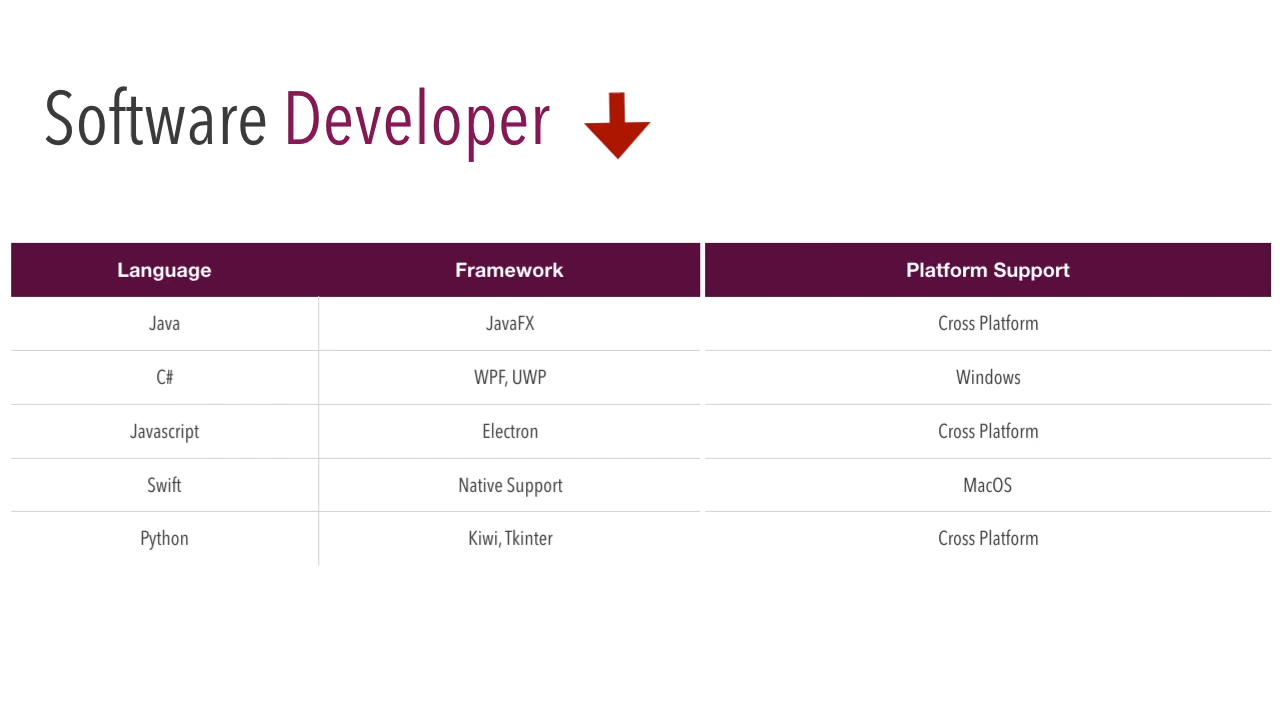 Software Developer
Language Framework Platform Support
Java JavaFX Cross Platform
C# WPF, UWP Windows
Javascript Electron Cross Platform
Swift Native Support MacOS
Python Kiwi, Tkinter Cross Platform